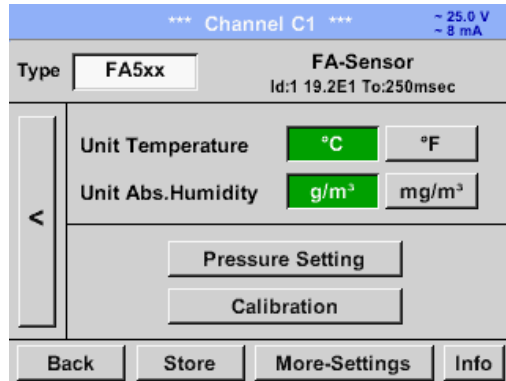 *** Channel C1 ***
~ 25.0 V
~ 8 mA
Type
FA5xx
FA-Sensor
Id:1 19.2E1 To:250msec
Unit Temperature
°C
°F
Unit Abs.Humidity
g/m³
mg/m³
<
Pressure Setting
Calibration
Back
Store
More-Settings
Info